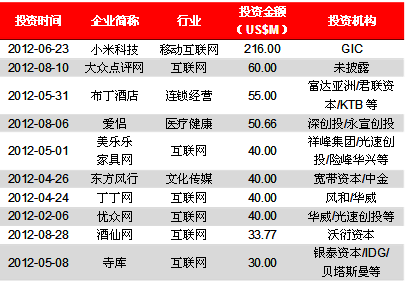 投资时间 企业简称 行业 投资金额（US$M） 投资机构
2012-06-23 小米科技 移动互联网 216.00 GIC
2012-08-10 大众点评网 互联网 60.00 未披露
2012-05-31 布丁酒店 连锁经营 55.00 富达亚洲/君联资本/KTB 等
2012-08-06 爱侣 医疗健康 50.66 深创投/永宣创投
2012-05-01 美乐乐家具网 互联网 40.00 祥峰集团/光速创投/险峰华兴等
2012-04-26 东方风行 文化传媒 40.00 宽带资本/中金
2012-04-24 丁丁网 互联网 40.00 风和/华威
2012-02-06 优众网 互联网 40.00 华威/光速创投等
2012-08-28 酒仙网 互联网 33.77 沃衍资本
2012-05-08 寺库 互联网 30.00 银泰资本/IDG/贝塔斯曼等